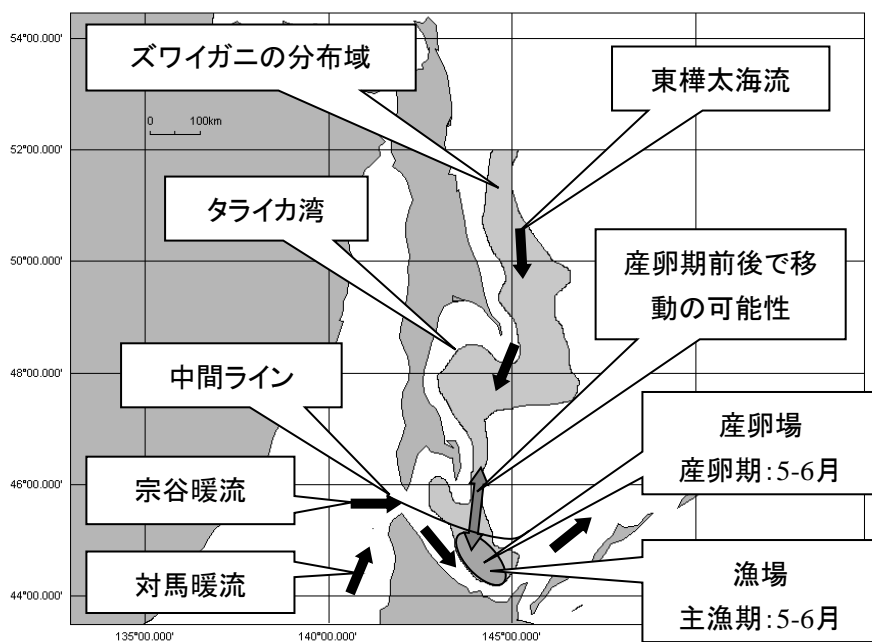 54°00.000'
ズワイガニの分布域
東樺太海流
0 100km
52°00.000'
タライカ湾
50°00.000'
産卵期前後で移
動の可能性
48°00.000'
中間ライン
産卵場
産卵期:5-6月
46°00.000'
宗谷暖流
漁場
主漁期:5-6月
対馬暖流
44°00.000'
135°00.000'
140°00.000'
145°00.000'